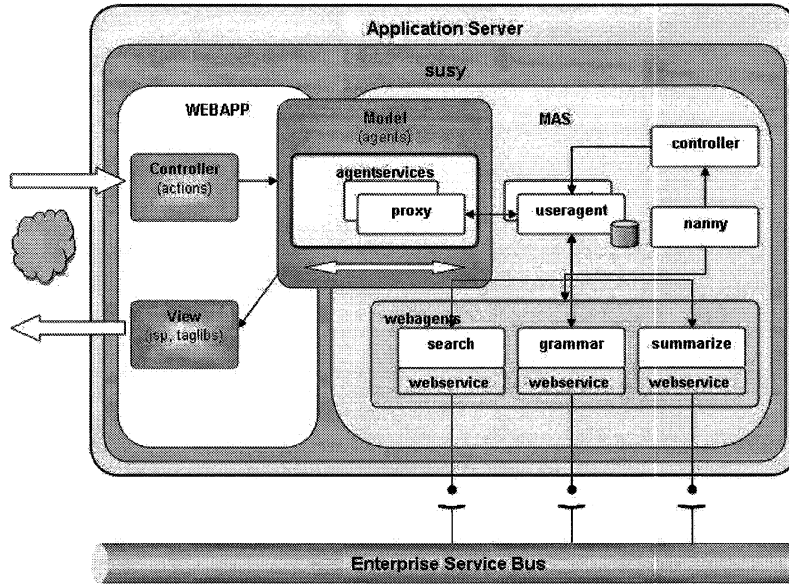 Application Server
susy
WEBAPP
Model
(agents)
MAS
controller
Controller
(actions)
agentservices
proxy
useragent
nanny
View
(jsp, taglibs)
webagents
search
grammar
summarize
webservice
webservice
webservice
Enterprise Service Bus